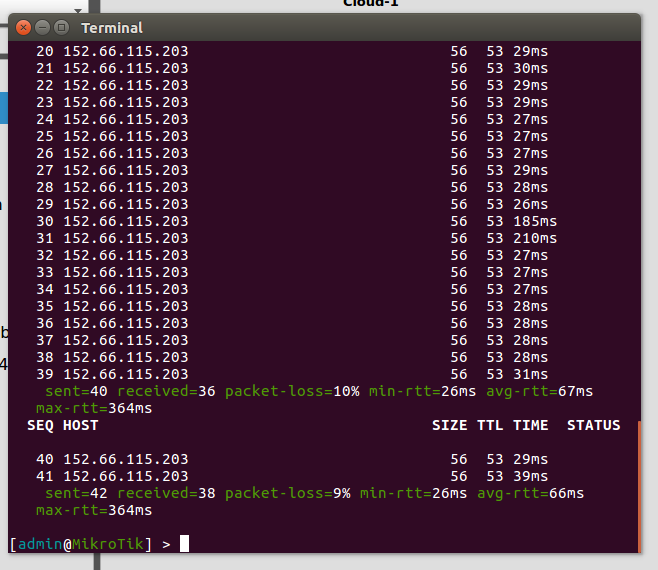 Cloud-1
Terminal
20 152.66.115.203 56 53 29ms
21 152.66.115.203 56 53 30ms
22 152.66.115.203 56 53 29ms
23 152.66.115.203 56 53 29ms
24 152.66.115.203 56 53 27ms
25 152.66.115.203 56 53 27ms
26 152.66.115.203 56 53 27ms
27 152.66.115.203 56 53 29ms
28 152.66.115.203 56 53 28ms
29 152.66.115.203 56 53 26ms
30 152.66.115.203 56 53 185ms
31 152.66.115.203 56 53 210ms
32 152.66.115.203 56 53 27ms
33 152.66.115.203 56 53 27ms
34 152.66.115.203 56 53 27ms
35 152.66.115.203 56 53 28ms
36 152.66.115.203 56 53 28ms
37 152.66.115.203 56 53 28ms
38 152.66.115.203 56 53 28ms
39 152.66.115.203 56 53 31ms
sent=40 received=36 packet-loss=10% min-rtt=26ms avg-rtt=67ms
max-rtt=364ms
SEQ HOST SIZE TTL TIME STATUS
40 152.66.115.203 56 53 29ms
41 152.66.115.203 56 53 39ms
sent=42 received=38 packet-loss=9% min-rtt=26ms avg-rtt=66ms
max-rtt=364ms
[admin@MikroTik] >